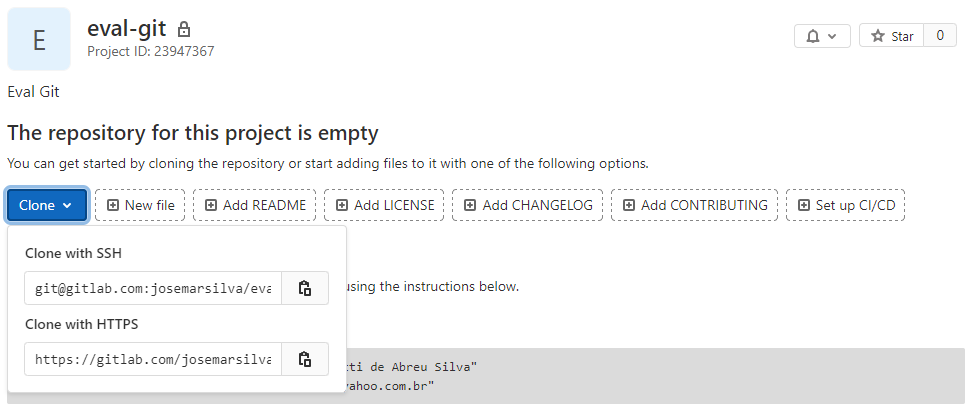 E
eval-git
Project ID: 23947367
Star
0
Eval Git
The repository for this project is empty
You can get started by cloning the repository or start adding files to it with one of the following options.
Clone
New file
Add README
Add LICENSE
Add CHANGELOG
Add CONTRIBUTING
Set up CI/CD
Clone with SSH
git@gitlab.com:josemarsilva/eva
using the instructions below.
Clone with HTTPS
https://gitlab.com/josemarsilva
de Abreu Silva"
yahoo.com.br"